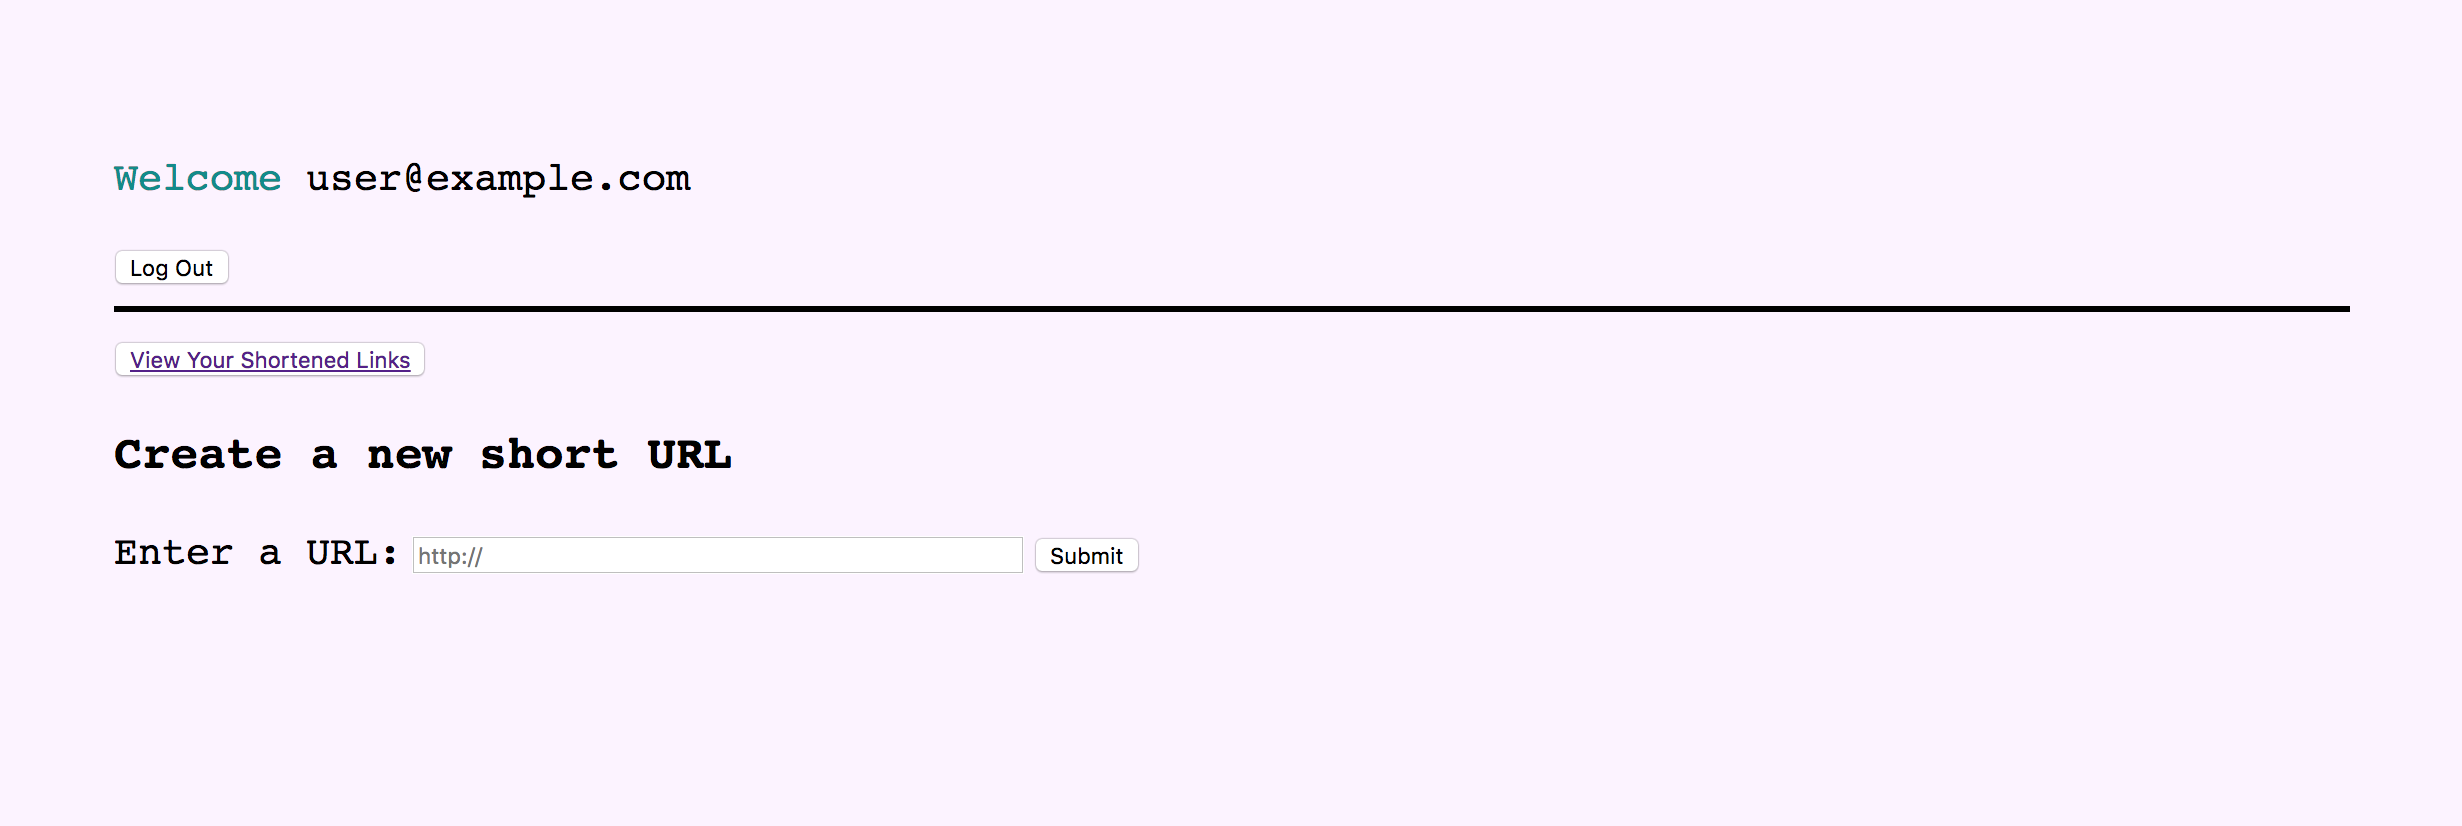 Welcome user@example.com
Log Out
View Your Shortened Links
Create a new short URL
Enter a URL: http:// Submit